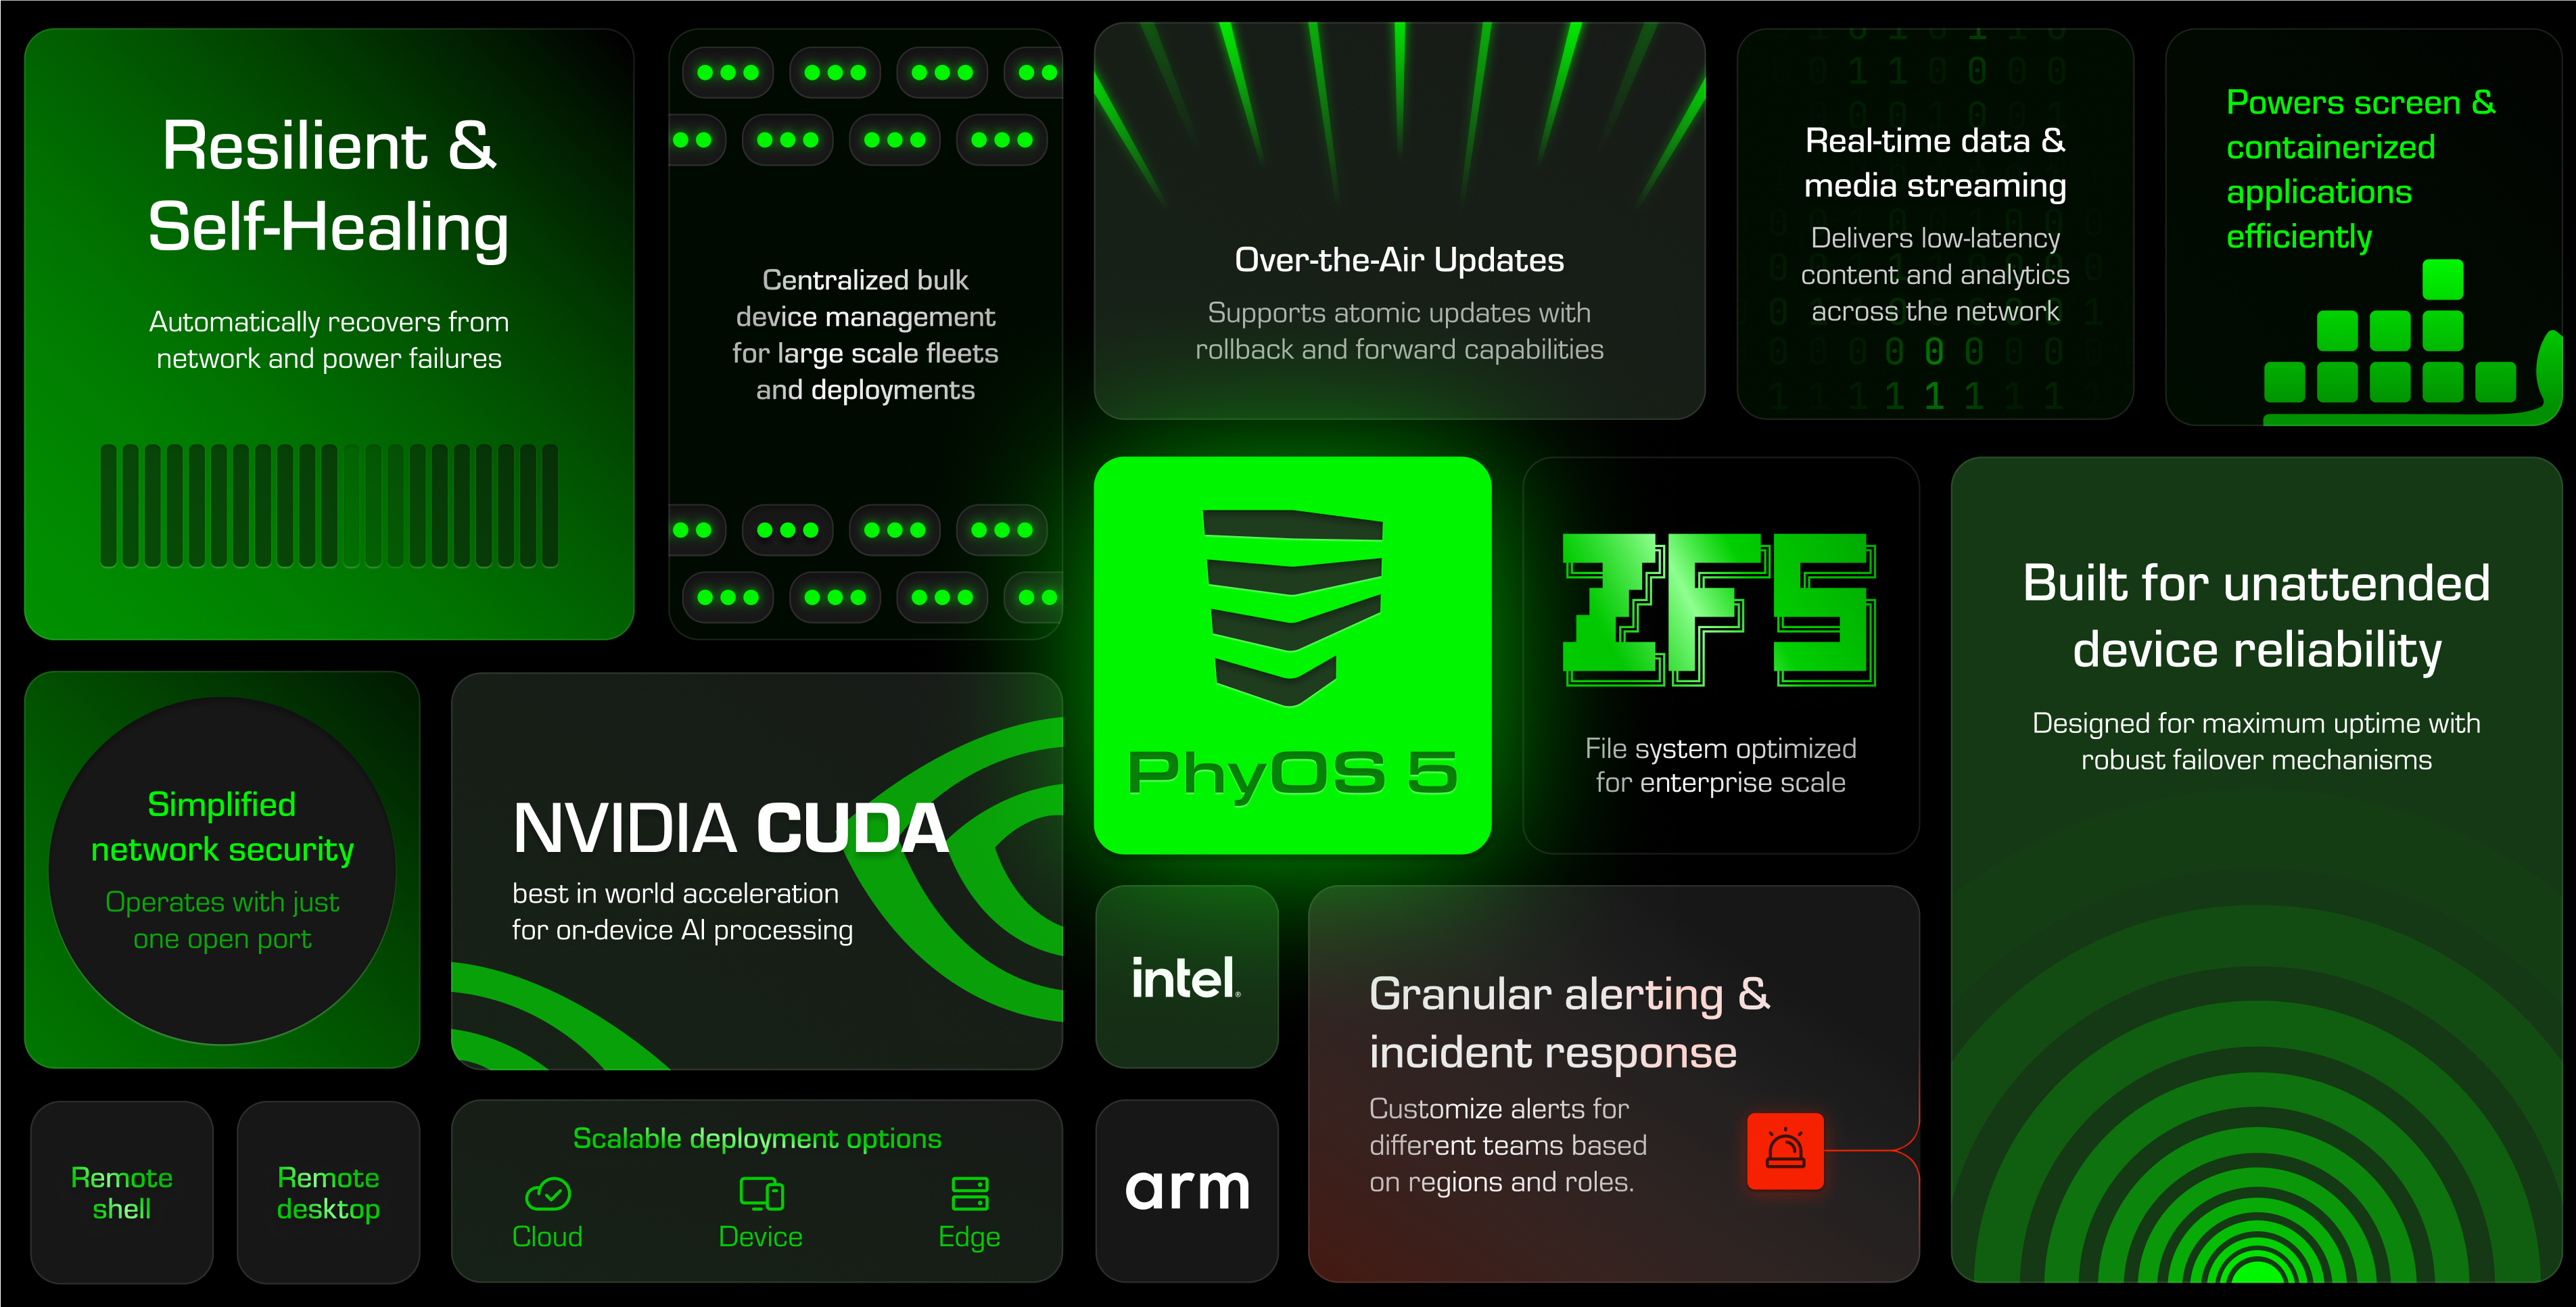 Resilient &
Self-Healing
Automatically recovers from
network and power failures
Centralized bulk
device management
for large scale fleets
and deployments
Over-the-Air Updates
Supports atomic updates with
rollback and forward capabilities
Real-time data &
media streaming
Delivers low-latency
content and analytics
across the network
Powers screen &
containerized
applications
efficiently
PhyOS 5
ZFS
File system optimized
for enterprise scale
Built for unattended
device reliability
Designed for maximum uptime with
robust failover mechanisms
Simplified
network security
Operates with just
one open port
NVIDIA CUDA
best in world acceleration
for on-device AI processing
intel®
Granular alerting &
incident response
Customize alerts for
different teams based
on regions and roles.
Remote
shell
Remote
desktop
Scalable deployment options
Cloud
Device
Edge
arm